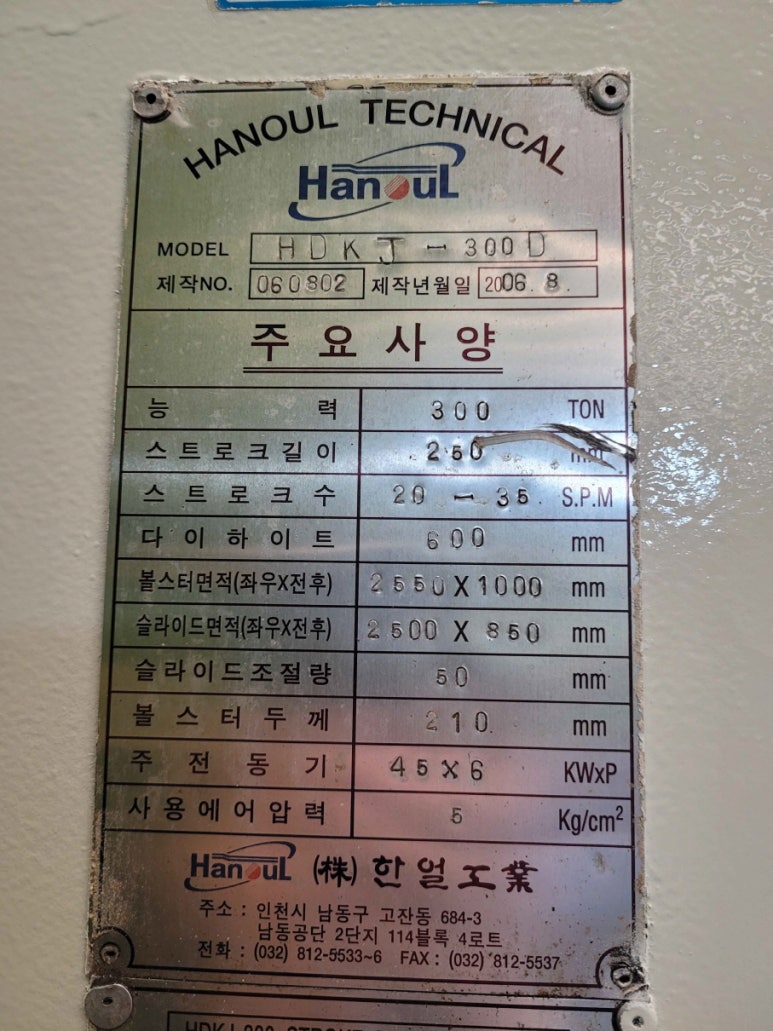 HANOUL TECHNICAL
HanouL
MODEL HDKJ-300D
제작NO. 060802 제작년월일 2006.8.
주요사양
능력 300 TON
스트로크길이 250 mm
스트로크수 20 - 35 S.P.M
다이하이트 600 mm
볼스터면적(좌우X전후) 2550 X 1000 mm
슬라이드면적(좌우X전후) 2500 X 850 mm
슬라이드조절량 50 mm
볼스터두께 210 mm
주전동기 45X6 KWxP
사용에어압력 5 Kg/cm²
HanouL (株) 한얼工業
주소 : 인천시 남동구 고잔동 684-3
남동공단 2단지 114블록 4로트
전화 : (032) 812-5533~6 FAX : (032) 812-5537